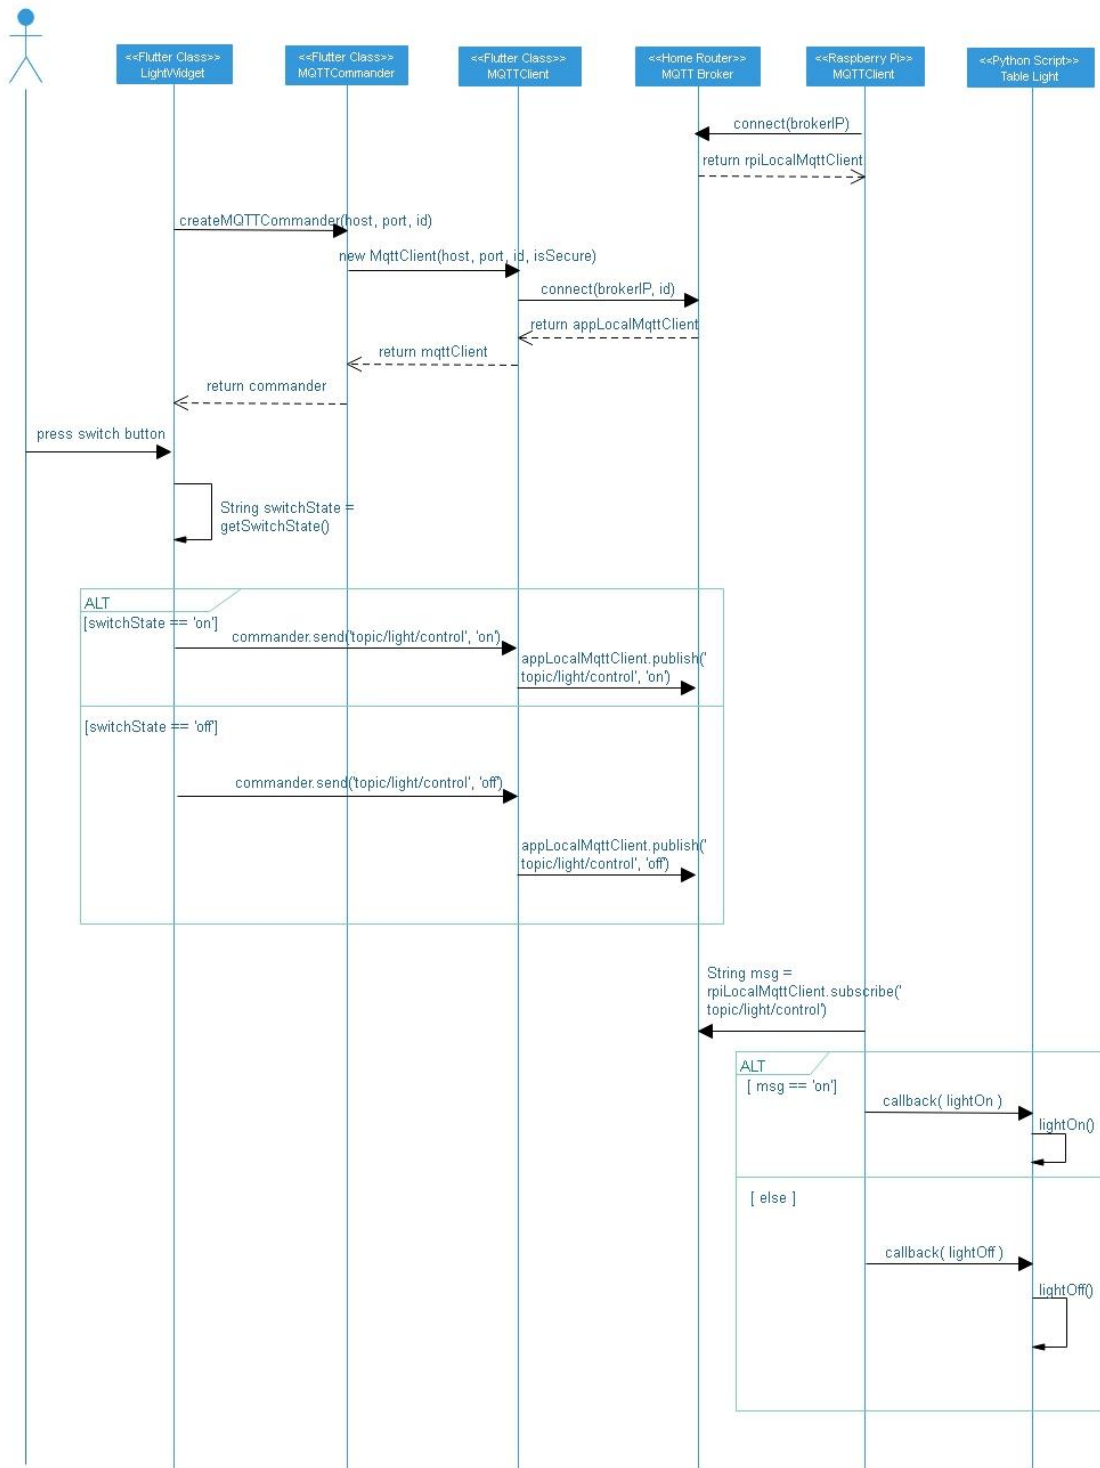 <<Flutter Class>>
LightWidget
<<Flutter Class>>
MQTTCommander
<<Flutter Class>>
MQTTClient
<<Home Router>>
MQTT Broker
<<Raspberry Pi>>
MQTTClient
<<Python Script>>
Table Light
connect(brokerIP)
return rpiLocalMqttClient
createMQTTCommander(host, port, id)
new MqttClient(host, port, id, isSecure)
connect(brokerIP, id)
return appLocalMqttClient
return mqttClient
return commander
press switch button
String switchState =
getSwitchState()
ALT
[switchState == 'on']
commander.send('topic/light/control', 'on')
appLocalMqttClient.publish('
topic/light/control', 'on')
[switchState == 'off']
commander.send('topic/light/control', 'off')
appLocalMqttClient.publish('
topic/light/control', 'off')
String msg =
rpiLocalMqttClient.subscribe('
topic/light/control')
ALT
[ msg == 'on']
callback( lightOn )
lightOn()
[ else ]
callback( lightOff )
lightOff()